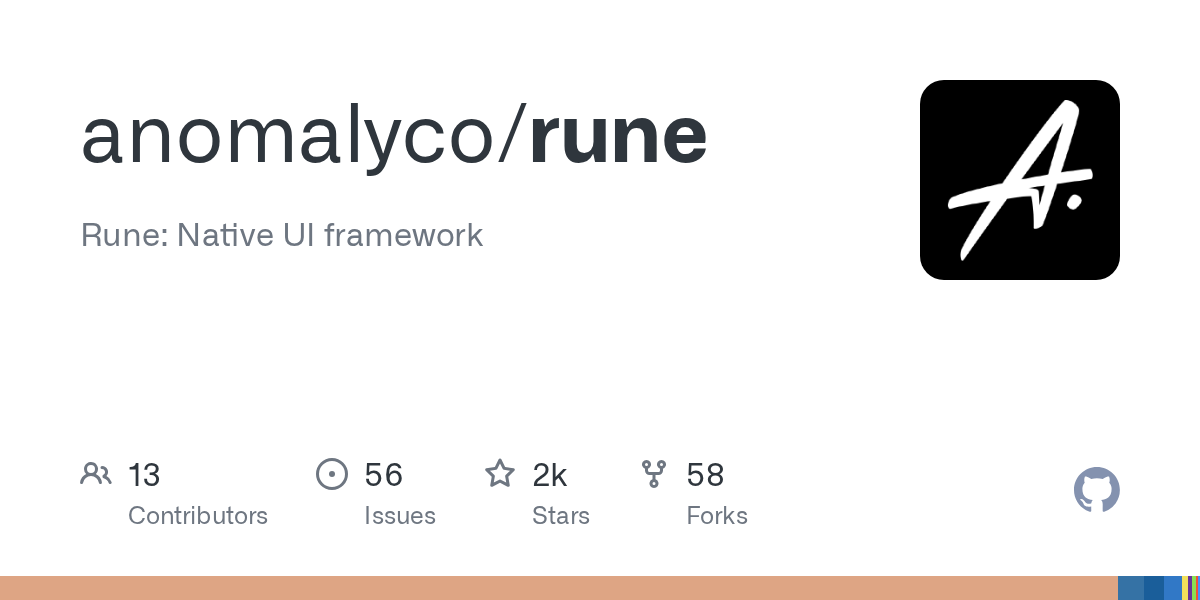 anomalyco/rune
Rune: Native UI framework
A.
13
Contributors
56
Issues
2k
Stars
58
Forks